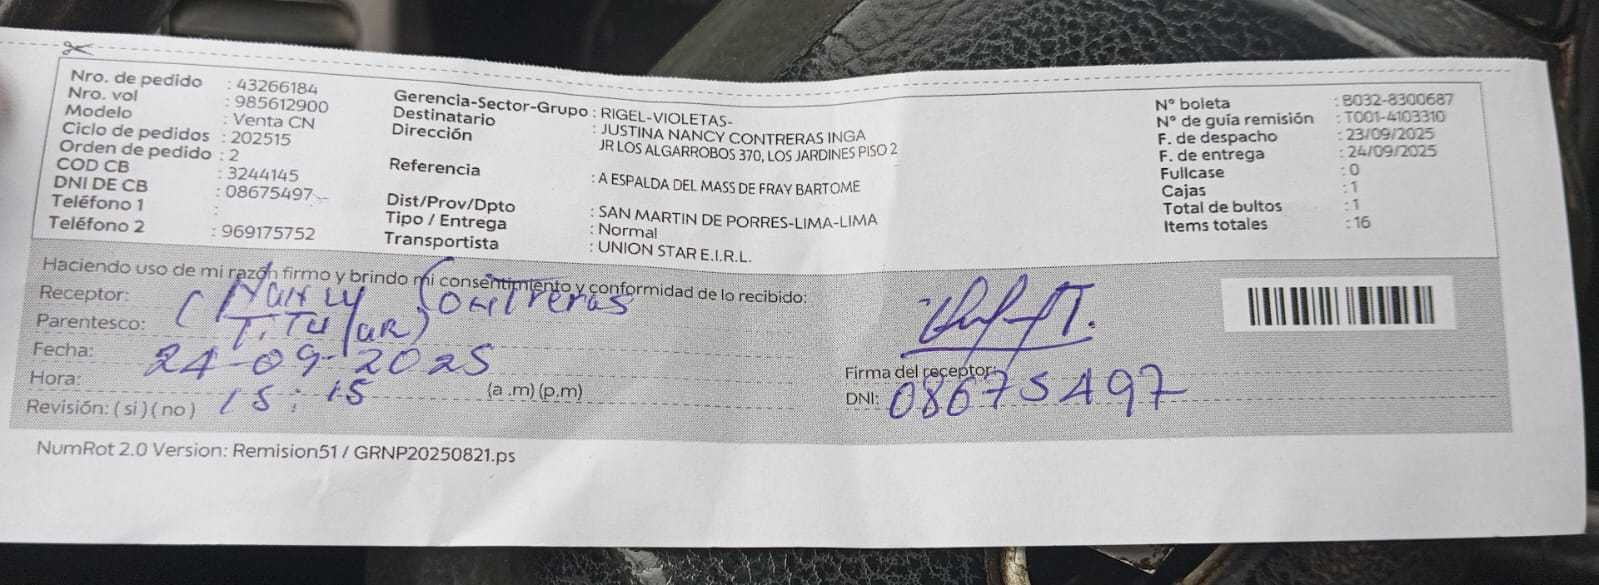 Nro. de pedido : 43266184
Nro. vol : 985612900
Modelo : Venta CN
Ciclo de pedidos : 202515
Orden de pedido : 2
COD CB : 3244145
DNI DE CB : 08675497
Teléfono 1 :
Teléfono 2 : 969175752
Gerencia-Sector-Grupo : RIGEL-VIOLETAS-
Destinatario : JUSTINA NANCY CONTRERAS INGA
Dirección JR LOS ALGARROBOS 370, LOS JARDINES PISO 2
Referencia : A ESPALDA DEL MASS DE FRAY BARTOME
Dist/Prov/Dpto : SAN MARTIN DE PORRES-LIMA-LIMA
Tipo / Entrega : Normal
Transportista : UNION STAR E.I.R.L.
N° boleta : B032-8300687
N° de guía remisión : T001-4103310
F. de despacho : 23/09/2025
F. de entrega : 24/09/2025
Fullcase : 0
Cajas : 1
Total de bultos : 1
Items totales : 16
Haciendo uso de mi razón firmo y brindo mi consentimiento y conformidad de lo recibido:
Receptor: Nancy Contreras
Parentesco: (TiTular)
Fecha: 24-09-2025
Hora: 15:15 (a .m) (p.m)
Revisión: ( si ) ( no )
Firma del receptor:
DNI: 08675497
NumRot 2.0 Version: Remision51 / GRNP20250821.ps